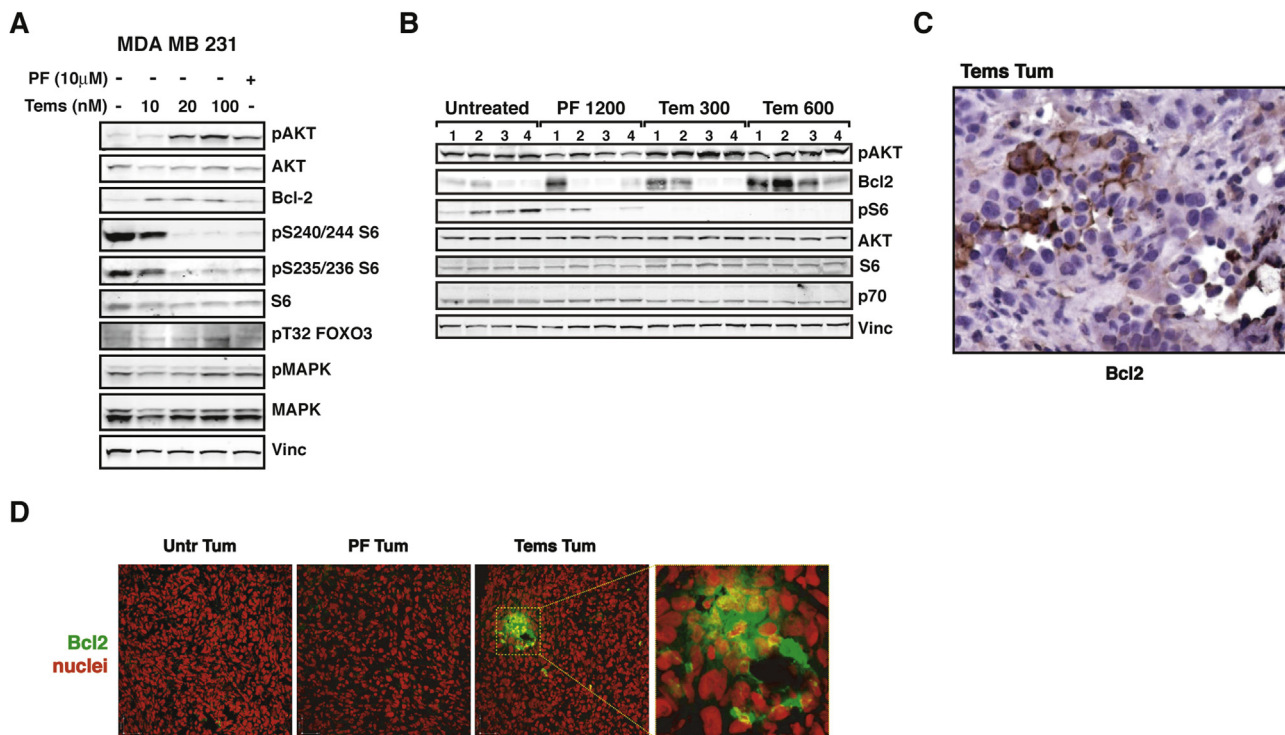 A
MDA MB 231
PF (10μM) - - - - +
Tems (nM) - 10 20 100 -
pAKT
AKT
Bcl-2
pS240/244 S6
pS235/236 S6
S6
pT32 FOXO3
pMAPK
MAPK
Vinc
B
Untreated PF 1200 Tem 300 Tem 600
1 2 3 4 1 2 3 4 1 2 3 4 1 2 3 4
pAKT
Bcl2
pS6
AKT
S6
p70
Vinc
C
Tems Tum
Bcl2
D
Untr Tum PF Tum Tems Tum
Bcl2
nuclei